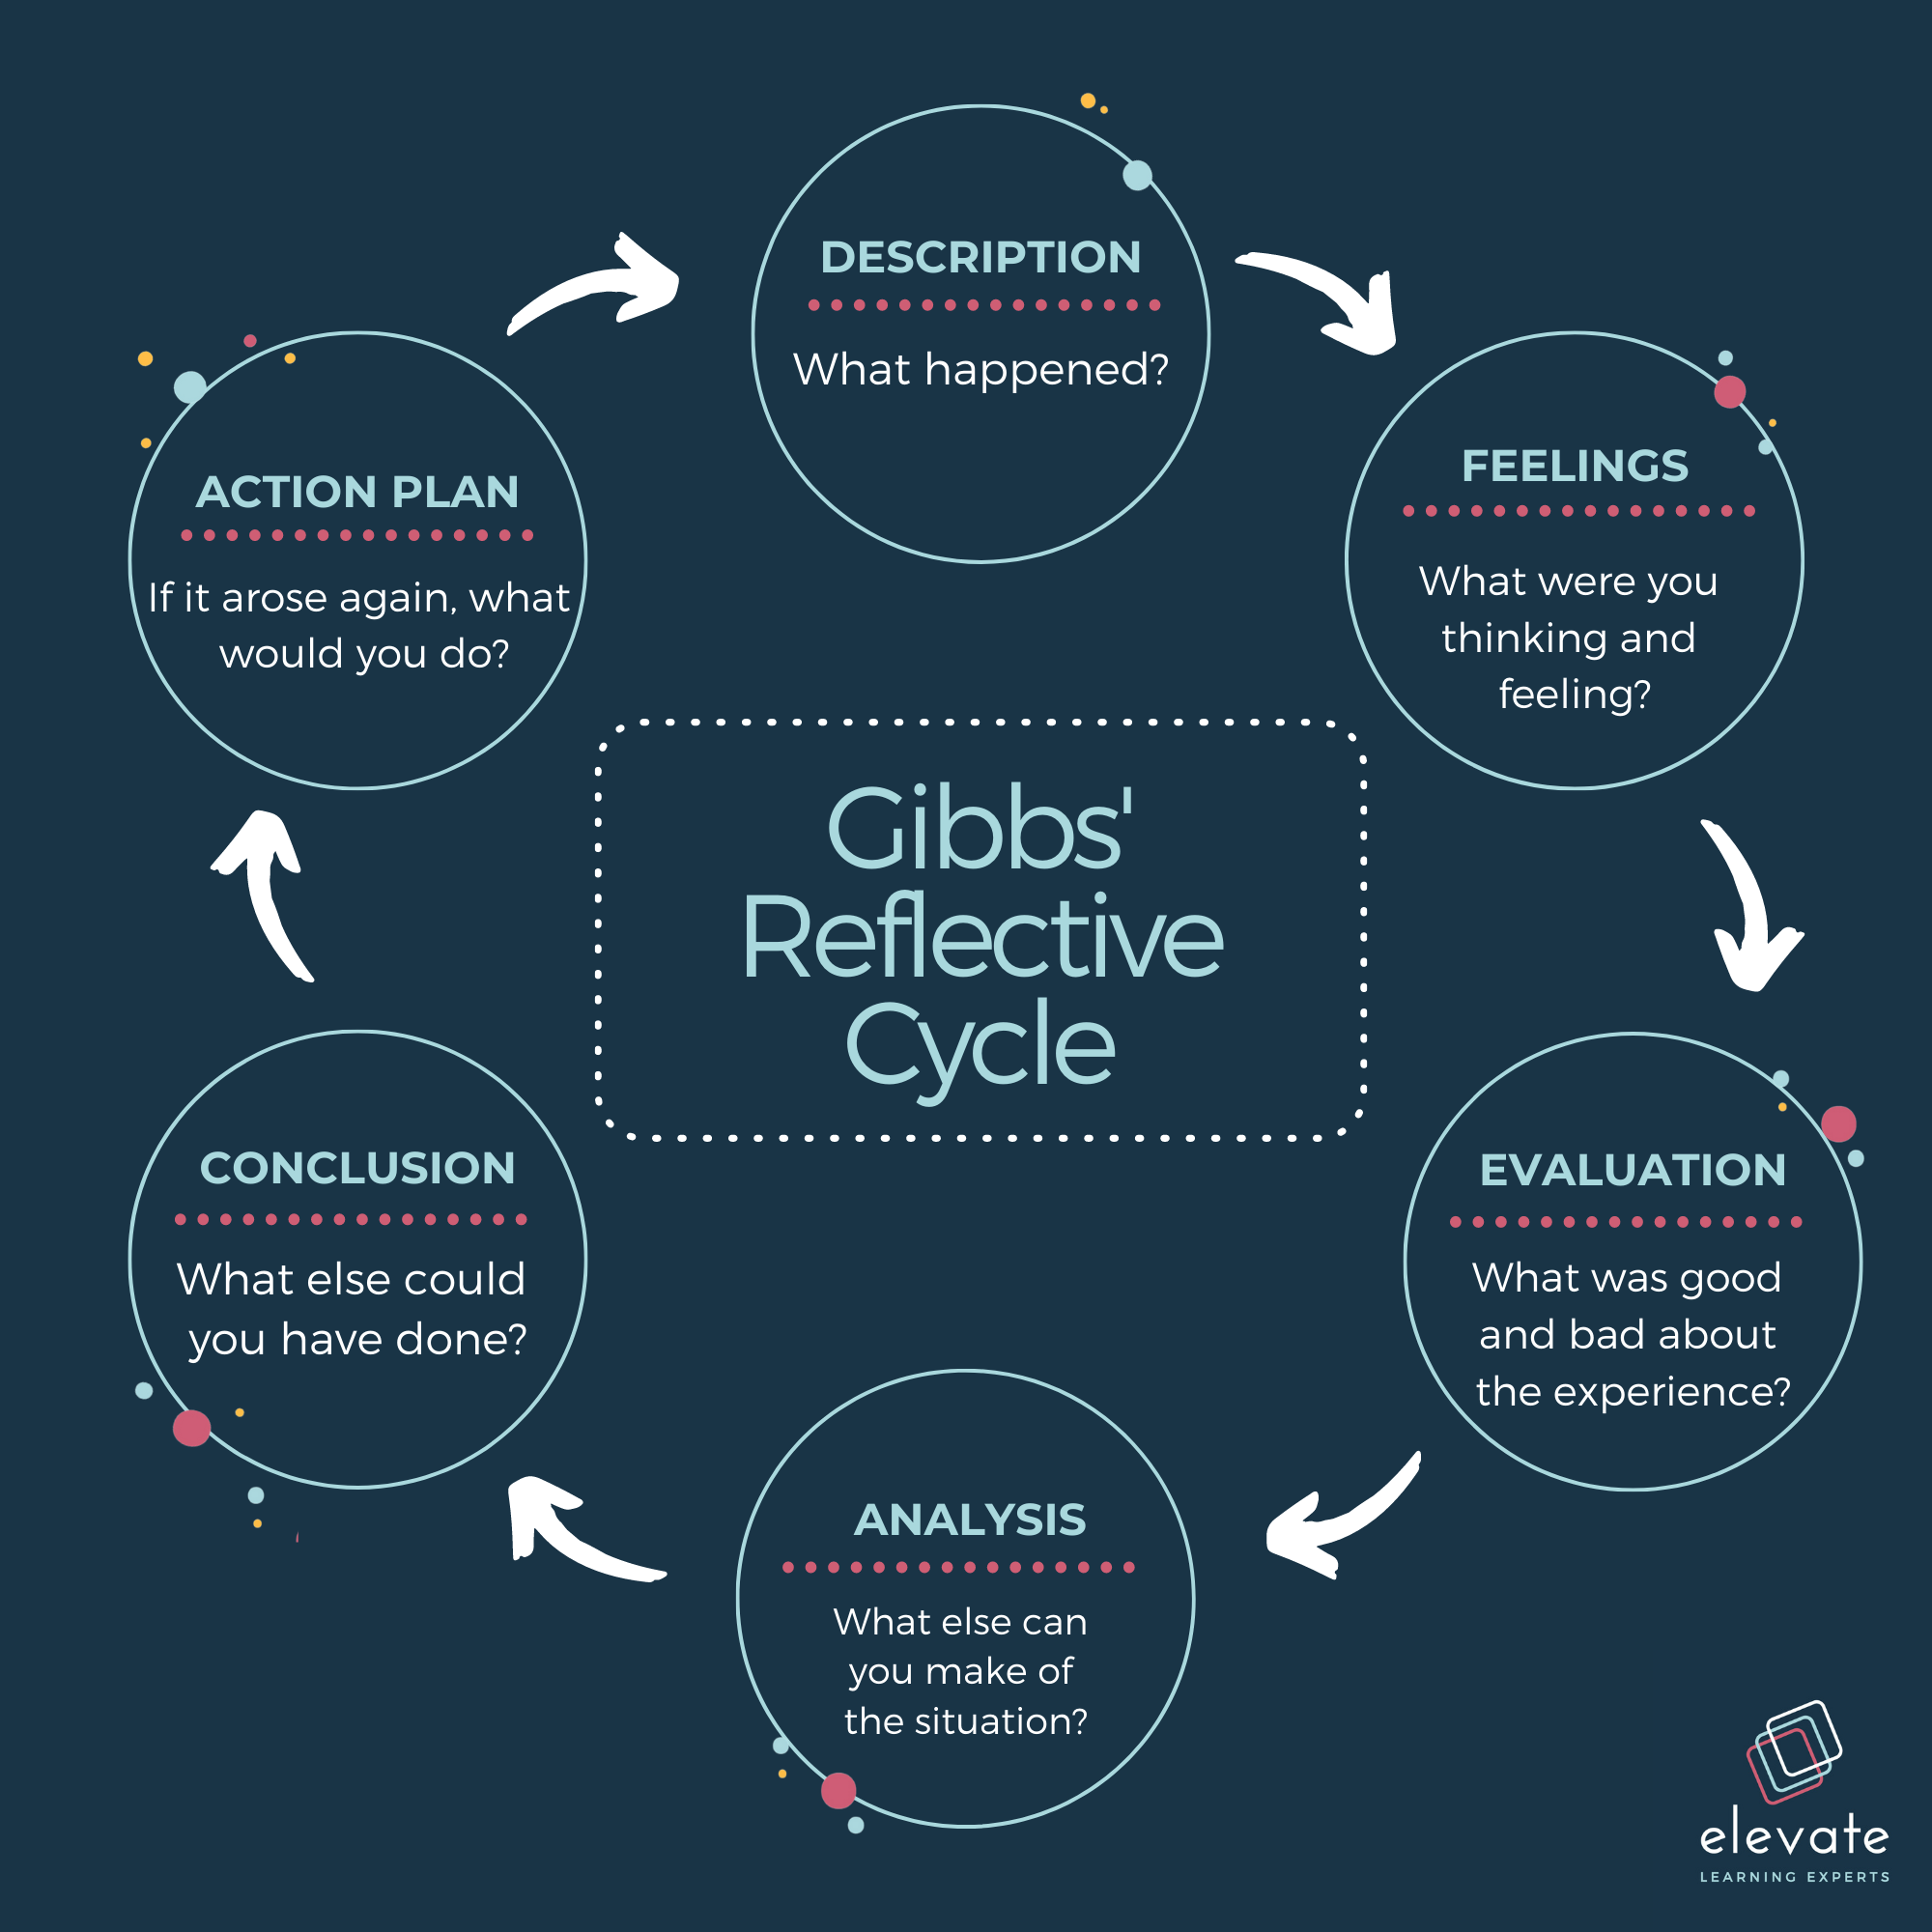 DESCRIPTION
What happened?
FEELINGS
What were you
thinking and
feeling?
EVALUATION
What was good
and bad about
the experience?
ANALYSIS
What else can
you make of
the situation?
CONCLUSION
What else could
you have done?
ACTION PLAN
If it arose again, what
would you do?
Gibbs'
Reflective
Cycle
elevate
LEARNING EXPERTS